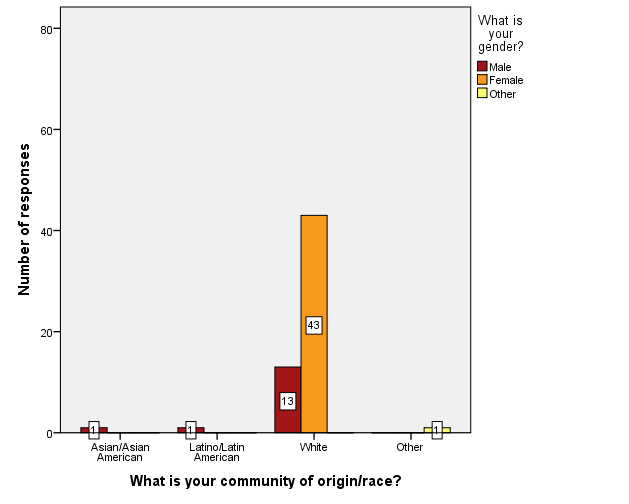 What is
your
gender?
Male
Female
Other
Number of responses
80
60
40
20
0
1
1
13
43
1
Asian/Asian
American
Latino/Latin
American
White
Other
What is your community of origin/race?